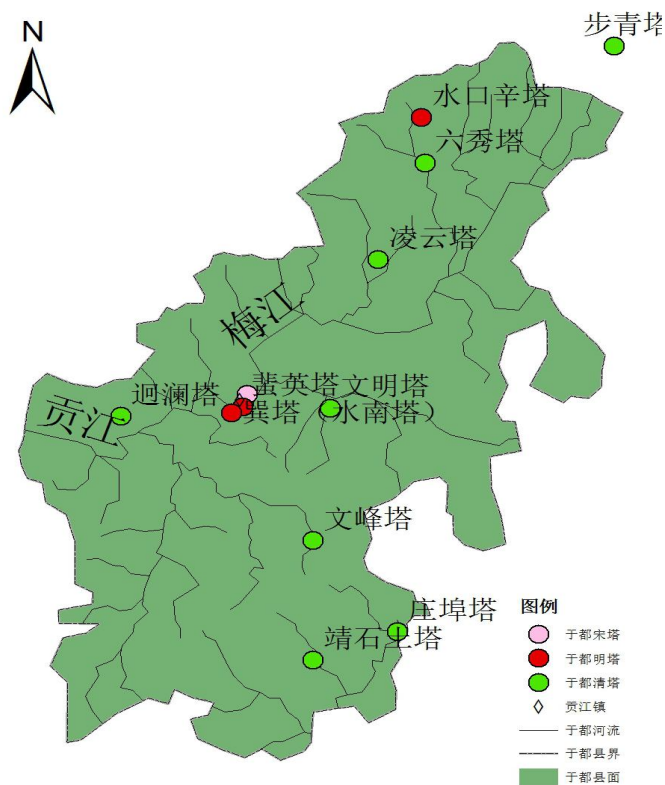 N
步青塔
水口辛塔
六秀塔
凌云塔
梅江
蜚英塔文明塔
迥澜塔
巽塔（水南塔）
贡江
文峰塔
庄埠塔
靖石上塔
图例
于都宋塔
于都明塔
于都清塔
贡江镇
于都河流
于都县界
于都县面